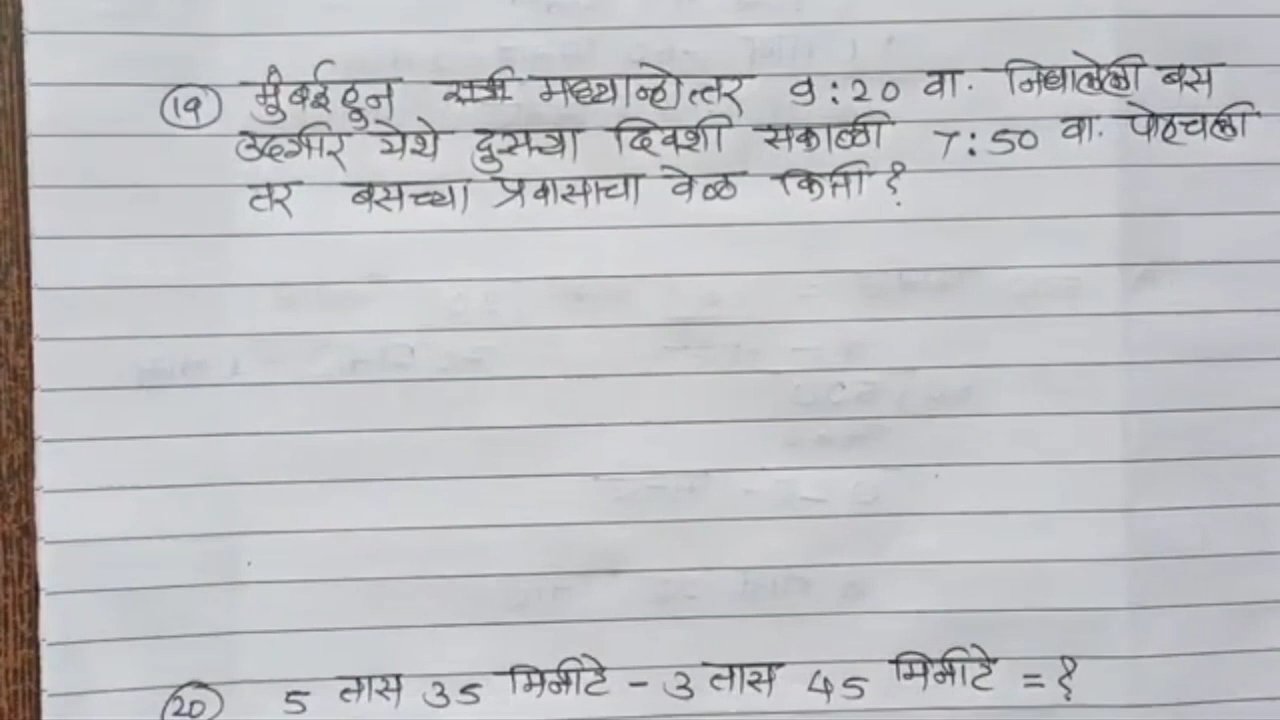 (19) मुंबईहून मध्यान्होत्तर 9:20 वा. निघालेली बस
उदगीर येथे दुसऱ्या दिवशी सकाळी 7:50 वा. पोहचली
तर बसच्या प्रवासाचा वेळ किती?
(20) 5 तास 35 मिनीटे - 3 तास 45 मिनीटे = ?